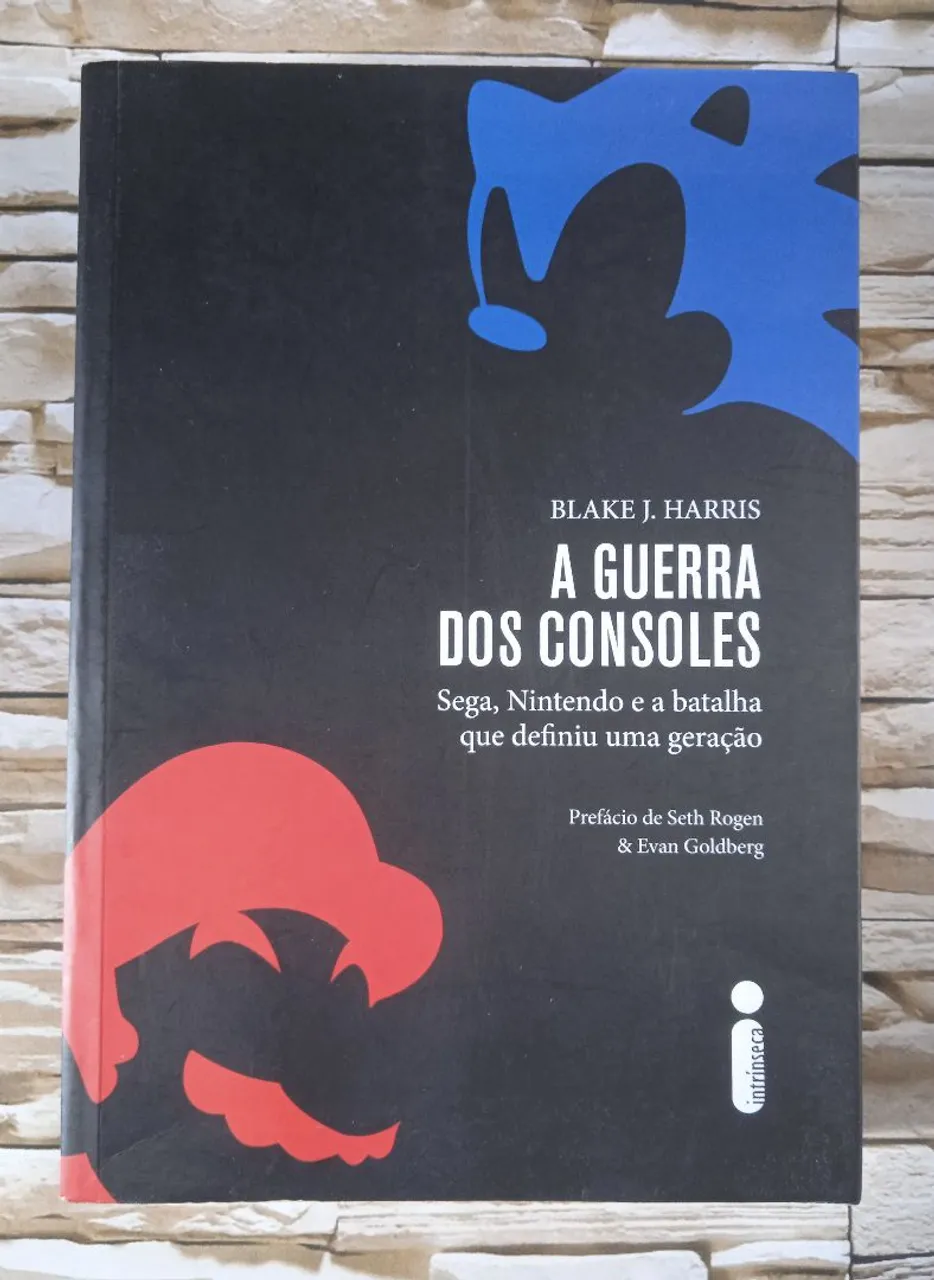 BLAKE J. HARRIS
A GUERRA
DOS CONSOLES
Sega, Nintendo e a batalha
que definiu uma geração
Prefácio de Seth Rogen
& Evan Goldberg
intrínseca